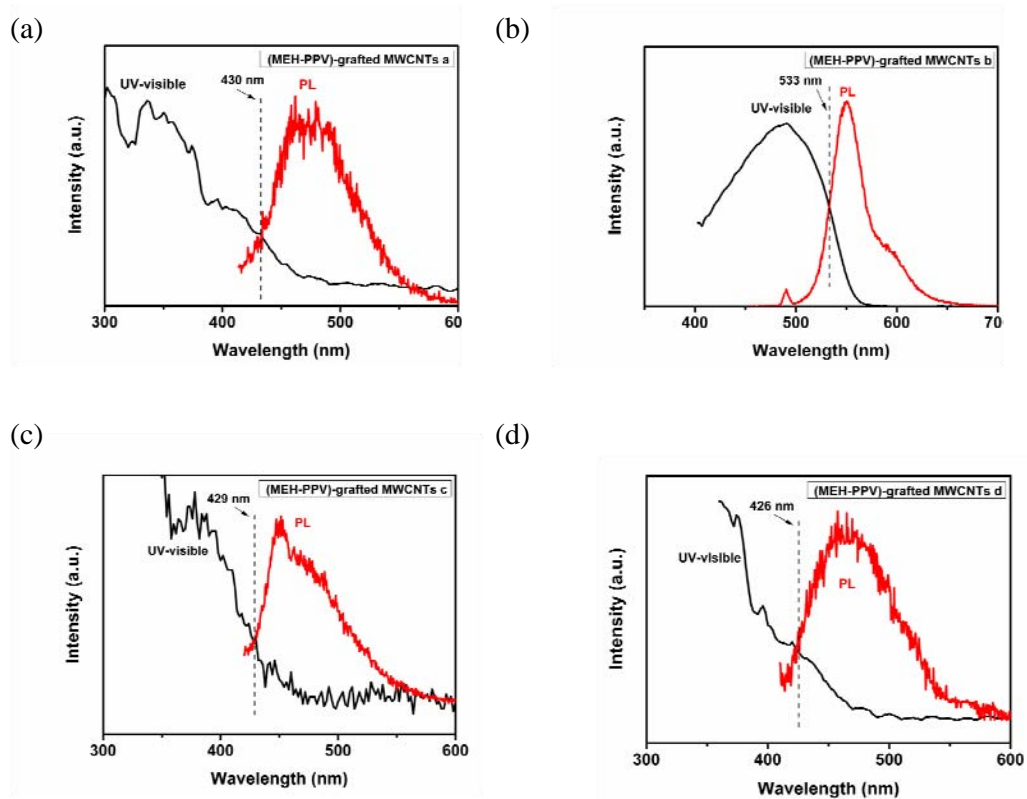 (a)
(MEH-PPV)-grafted MWCNTs a
UV-visible
430 nm
PL
Intensity (a.u.)
300 400 500 60
Wavelength (nm)
(b)
(MEH-PPV)-grafted MWCNTs b
533 nm
PL
UV-visible
Intensity (a.u.)
400 500 600 70
Wavelength (nm)
(c)
(MEH-PPV)-grafted MWCNTs c
429 nm
PL
UV-visible
Intensity (a.u.)
300 400 500 600
Wavelength (nm)
(d)
(MEH-PPV)-grafted MWCNTs d
426 nm
UV-visible
PL
Intensity (a.u.)
300 400 500 600
Wavelength (nm)